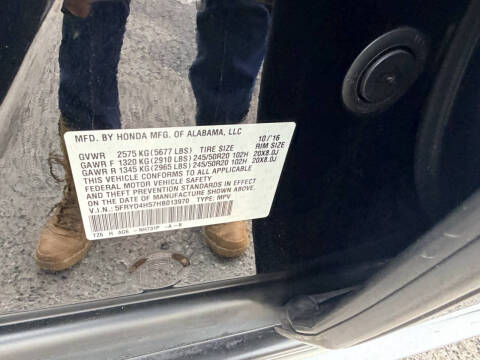 MFD. BY HONDA MFG. OF ALABAMA, LLC 10/16
GVWR 2575 KG (5677 LBS) TIRE SIZE RIM SIZE
GAWR F 1320 KG (2910 LBS) 245/50R20 102H 20X8.0J
GAWR R 1345 KG (2965 LBS) 245/50R20 102H 20X8.0J
THIS VEHICLE CONFORMS TO ALL APPLICABLE
FEDERAL MOTOR VEHICLE SAFETY
AND THEFT PREVENTION STANDARDS IN EFFECT
ON THE DATE OF MANUFACTURE SHOWN ABOVE.
V.I.N.: 5FRYD4H57HB013970 TYPE: MPV